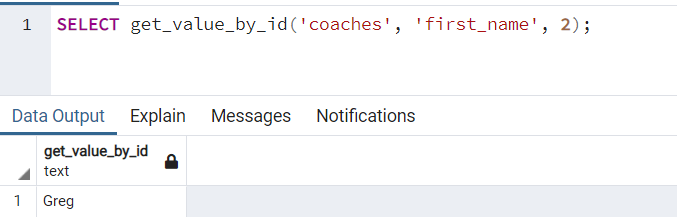 1 SELECT get_value_by_id('coaches', 'first_name', 2);
Data Output Explain Messages Notifications
get_value_by_id
text
1 Greg